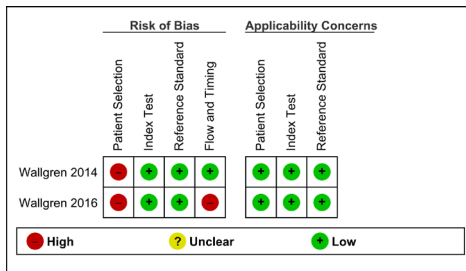 Risk of Bias Applicability Concerns
Patient Selection Index Test Reference Standard Flow and Timing Patient Selection Index Test Reference Standard
Wallgren 2014 – + + + + + +
Wallgren 2016 – + + – + + +
– High ? Unclear + Low